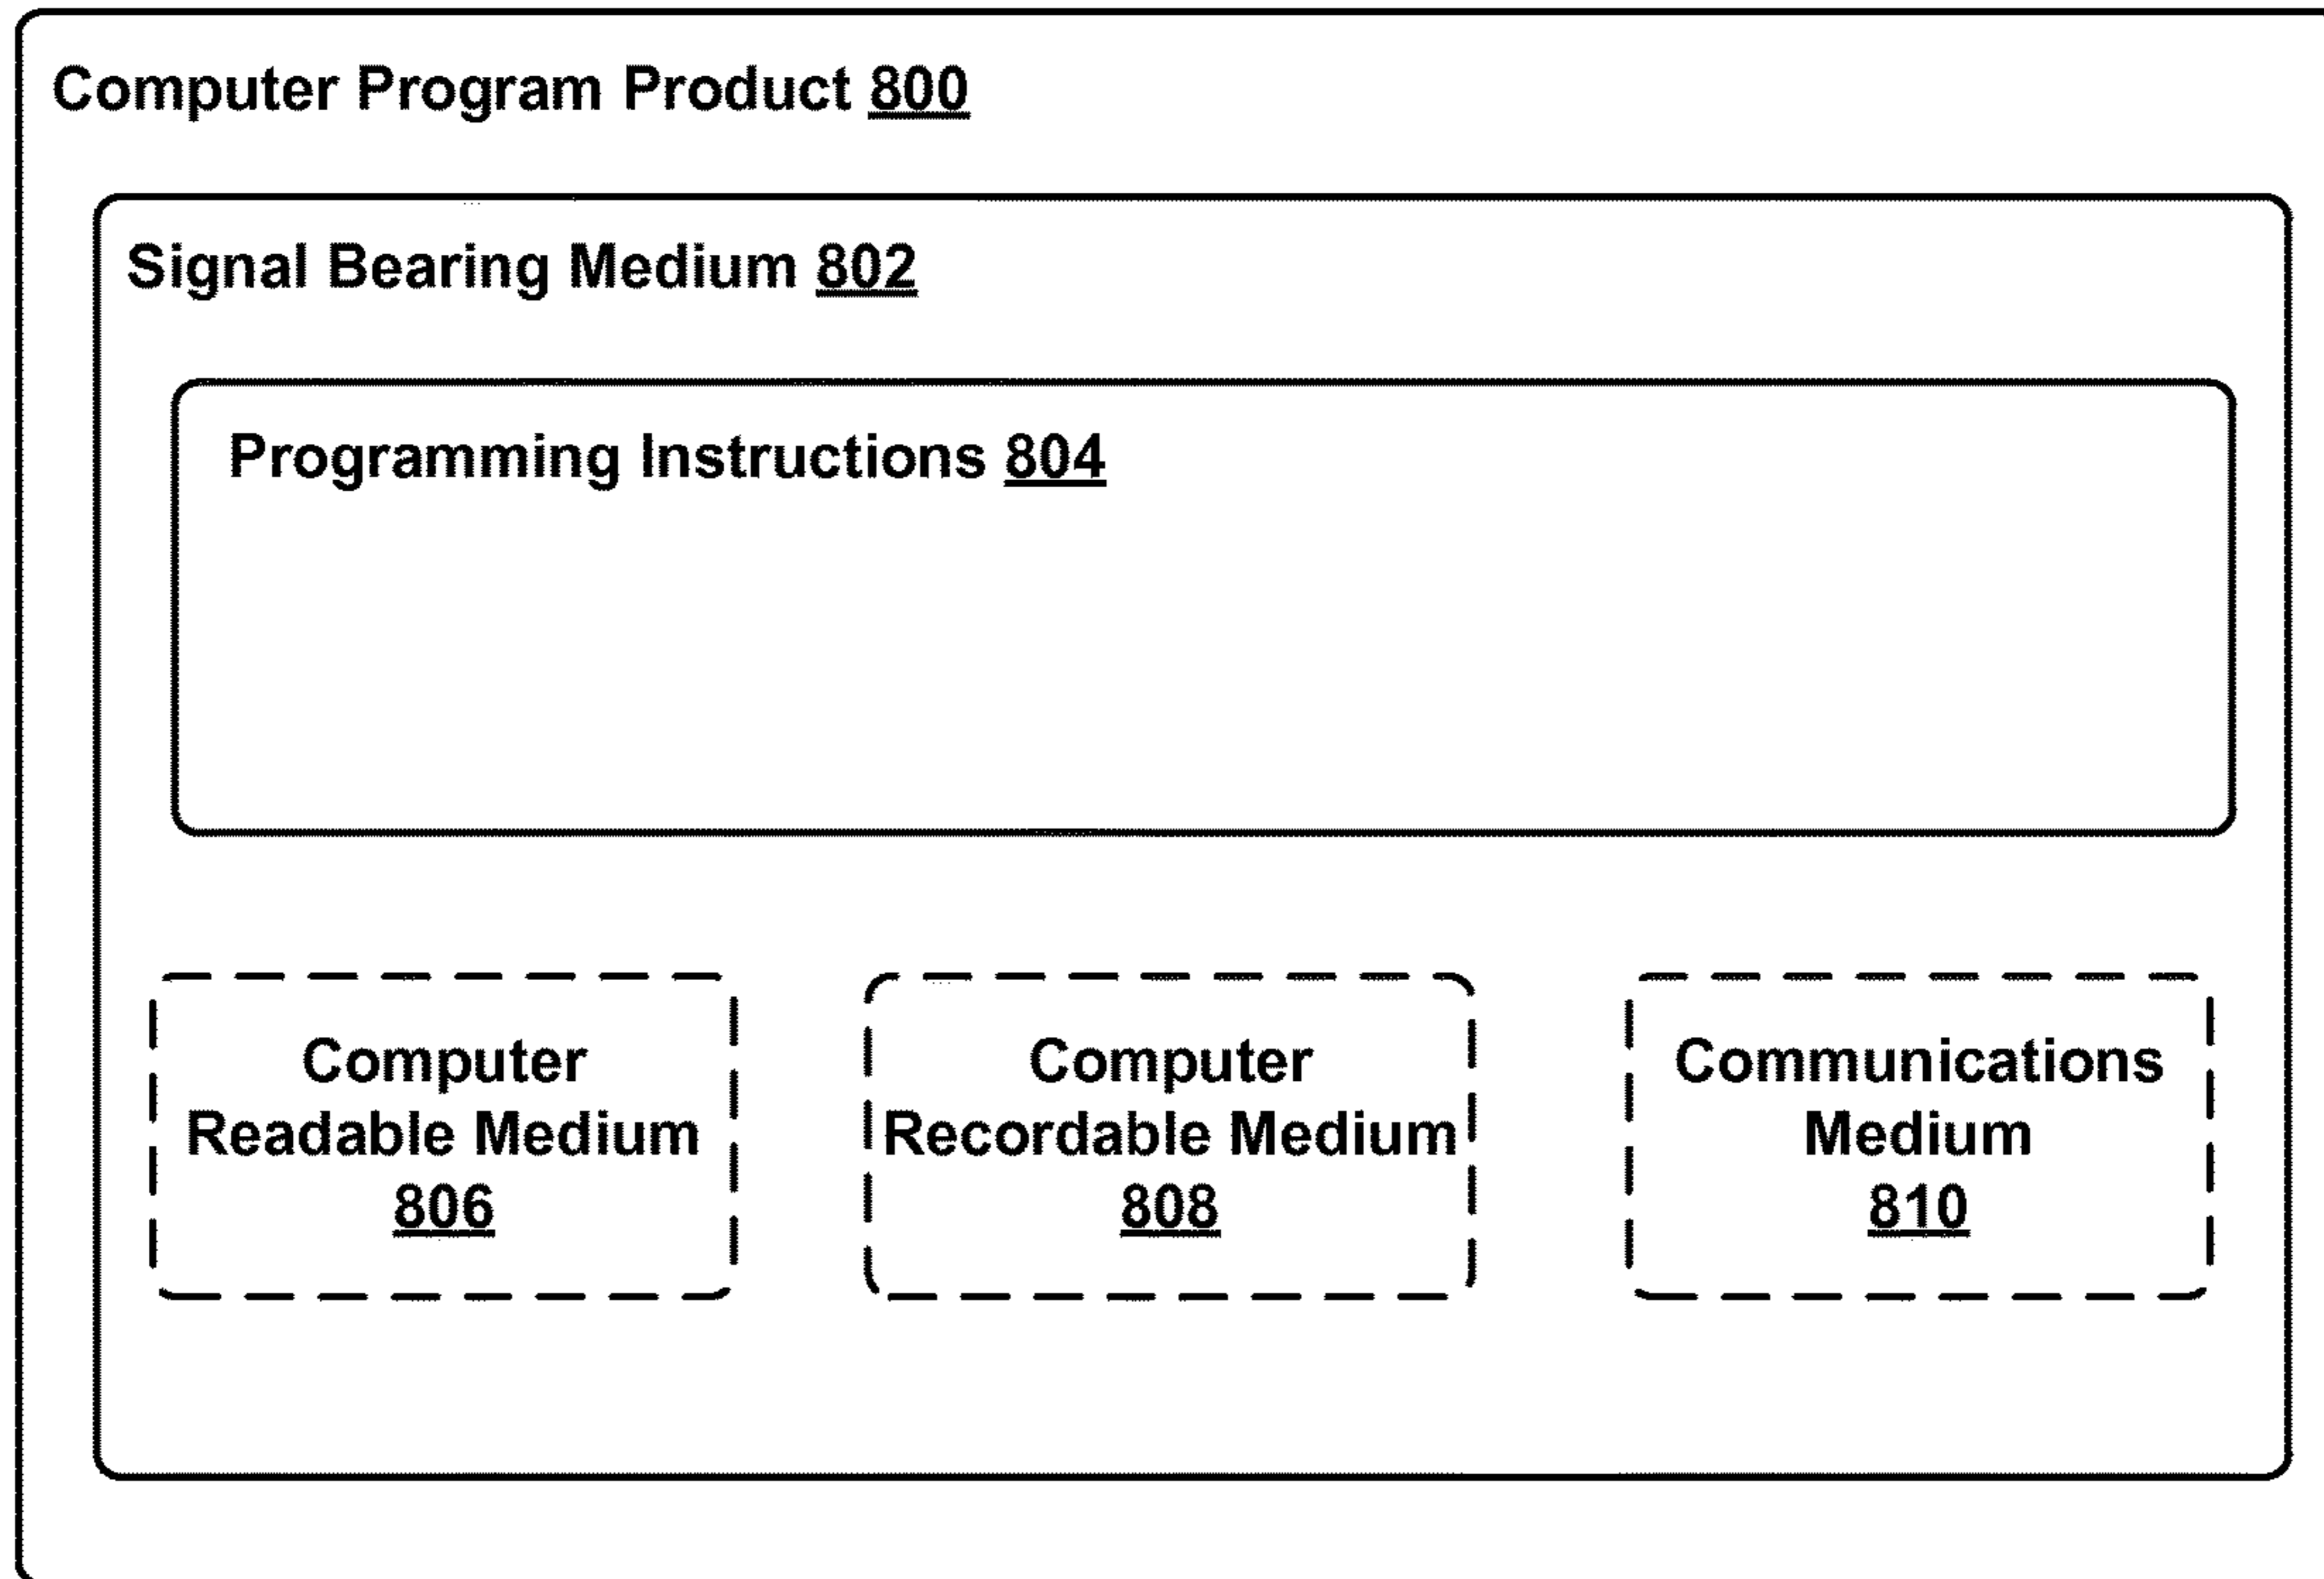 Computer Program Product 800
Signal Bearing Medium 802
Programming Instructions 804
Computer
Readable Medium
806
Computer
Recordable Medium
808
Communications
Medium
810